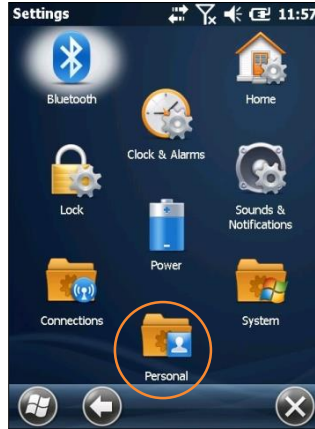 Settings 11:57
Bluetooth
Home
Clock & Alarms
Lock
Sounds &
Notifications
Power
Connections
System
Personal